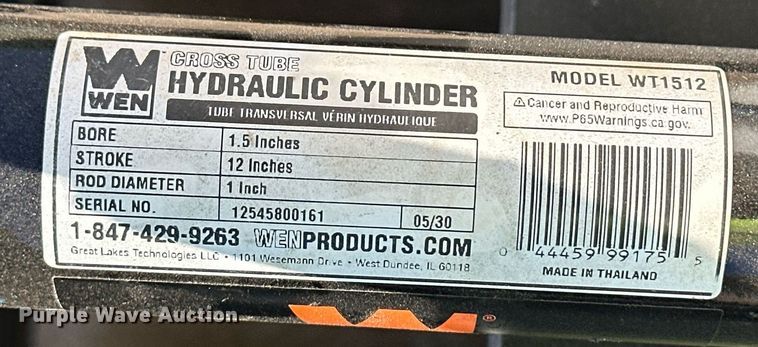 WEN
CROSS TUBE
HYDRAULIC CYLINDER
TUBE TRANSVERSAL VÉRIN HYDRAULIQUE
MODEL WT1512
⚠Cancer and Reproductive Harm
www.P65Warnings.ca.gov.
BORE 1.5 Inches
STROKE 12 Inches
ROD DIAMETER 1 Inch
SERIAL NO. 12545800161 05/30
1-847-429-9263 WENPRODUCTS.COM
Great Lakes Technologies LLC • 1101 Wesemann Drive • West Dundee, IL 60118
0 44459 99175 5
MADE IN THAILAND
®
Purple Wave Auction